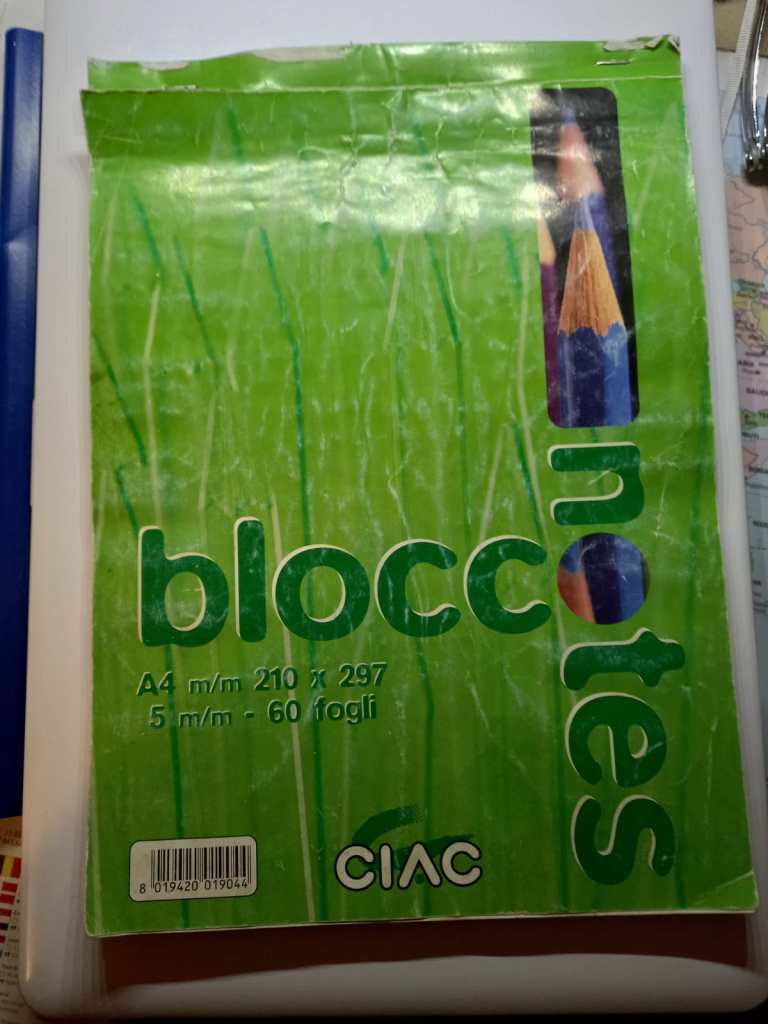 blocco
notes
A4 m/m 210 x 297
5 m/m - 60 fogli
CIAC
8 019420 019044